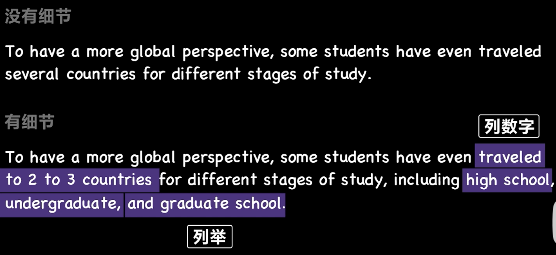 没有细节
To have a more global perspective, some students have even traveled
several countries for different stages of study.
有细节
列数字
To have a more global perspective, some students have even traveled
to 2 to 3 countries for different stages of study, including high school,
undergraduate, and graduate school.
列举